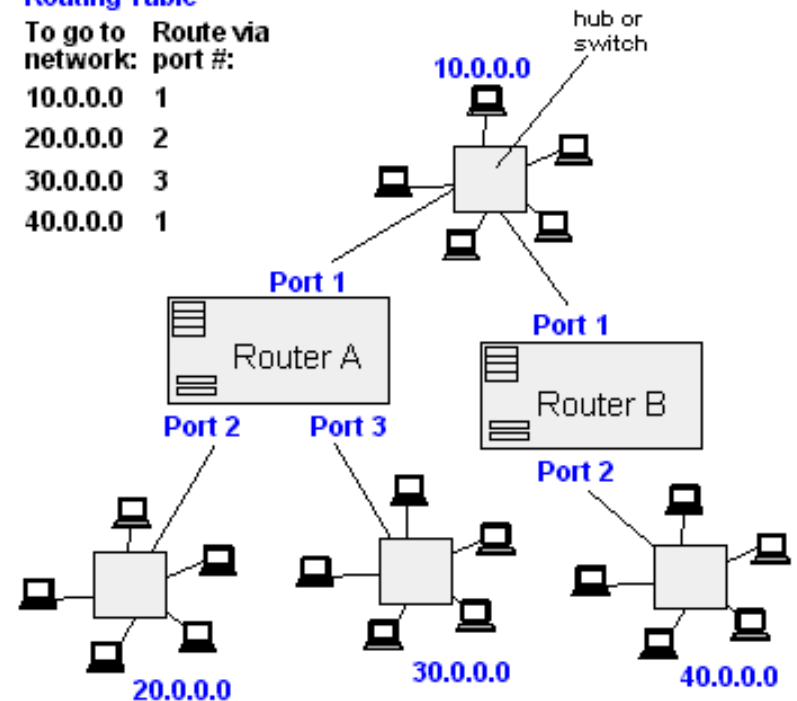 Routing Table
To go to Route via
network: port #:
10.0.0.0 1
20.0.0.0 2
30.0.0.0 3
40.0.0.0 1
hub or
switch
10.0.0.0
Port 1
Router A
Port 2 Port 3
Port 1
Router B
Port 2
20.0.0.0
30.0.0.0
40.0.0.0